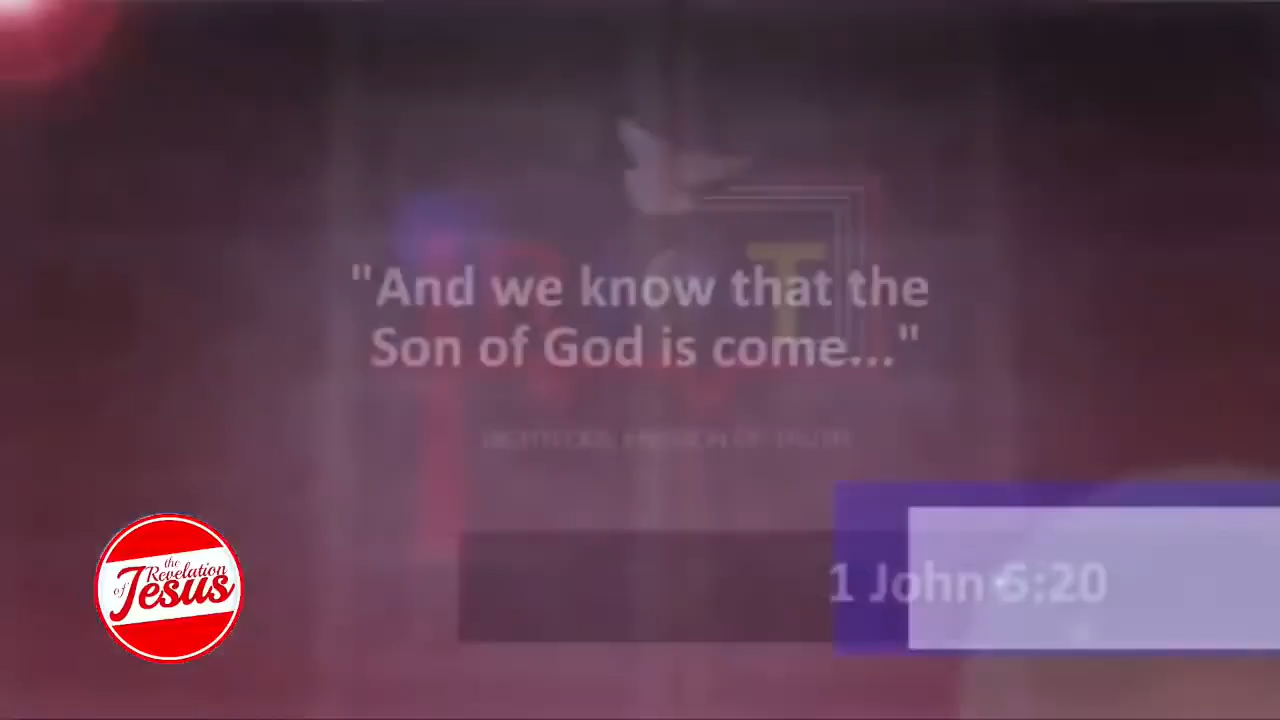 "And we know that the
Son of God is come..."
1 John 5:20
the
Revelation
of Jesus